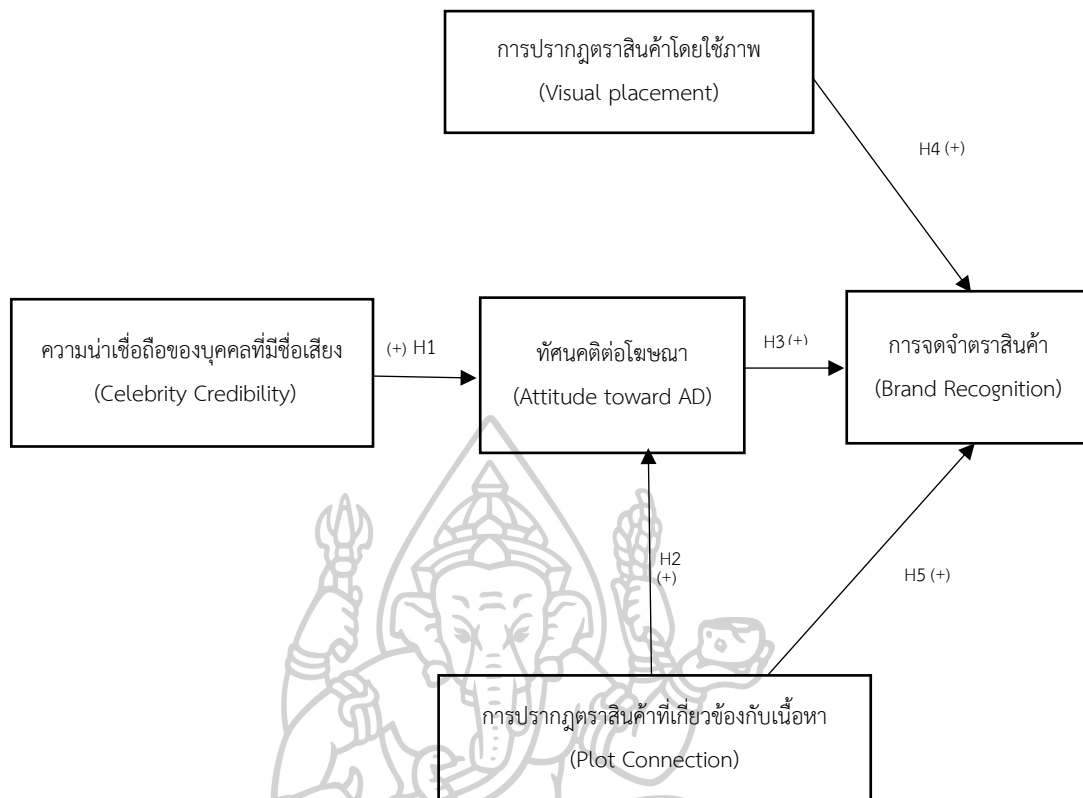 การปรากฎตราสินค้าโดยใช้ภาพ
(Visual placement)
H4 (+)
ความน่าเชื่อถือของบุคคลที่มีชื่อเสียง
(Celebrity Credibility)
(+) H1
ทัศนคติต่อโฆษณา
(Attitude toward AD)
H3 (+)
การจดจำตราสินค้า
(Brand Recognition)
H2
(+)
H5 (+)
การปรากฎตราสินค้าที่เกี่ยวข้องกับเนื้อหา
(Plot Connection)